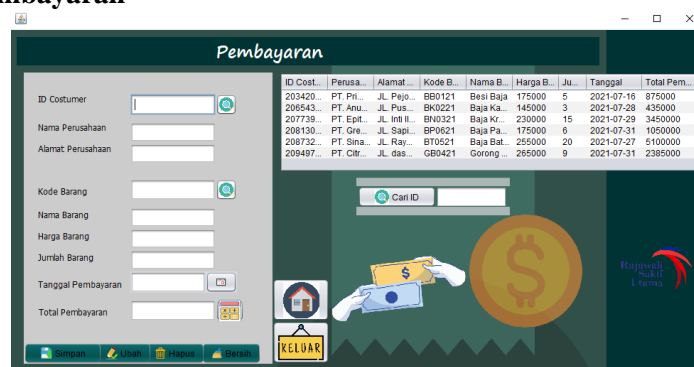 mbayaran
Pembayaran
ID Costumer
Nama Perusahaan
Alamat Perusahaan
Kode Barang
Nama Barang
Harga Barang
Jumlah Barang
Tanggal Pembayaran
Total Pembayaran
Simpan Ubah Hapus Bersih
ID Cost... Perusa... Alamat ... Kode B... Nama B... Harga B... Ju... Tanggal Total Pem...
203420... PT. Pri... JL. Pejo... BB0121 Besi Baja 175000 5 2021-07-16 875000
206543... PT. Anu... JL. Pus... BK0221 Baja Ka... 145000 3 2021-07-28 435000
207739... PT. Epit... JL. Inti Il... BN0321 Baja Kr... 230000 15 2021-07-29 3450000
208130... PT. Gre... JL. Sapi... BP0621 Baja Pa... 175000 6 2021-07-31 1050000
208732... PT. Sina... JL. Ray... BT0521 Baja Bat... 255000 20 2021-07-27 5100000
209497... PT. Citr... JL. das... GB0421 Gorong ... 265000 9 2021-07-31 2385000
Cari ID
$
$
KELUAR
Rajawali
Sakti
Utama